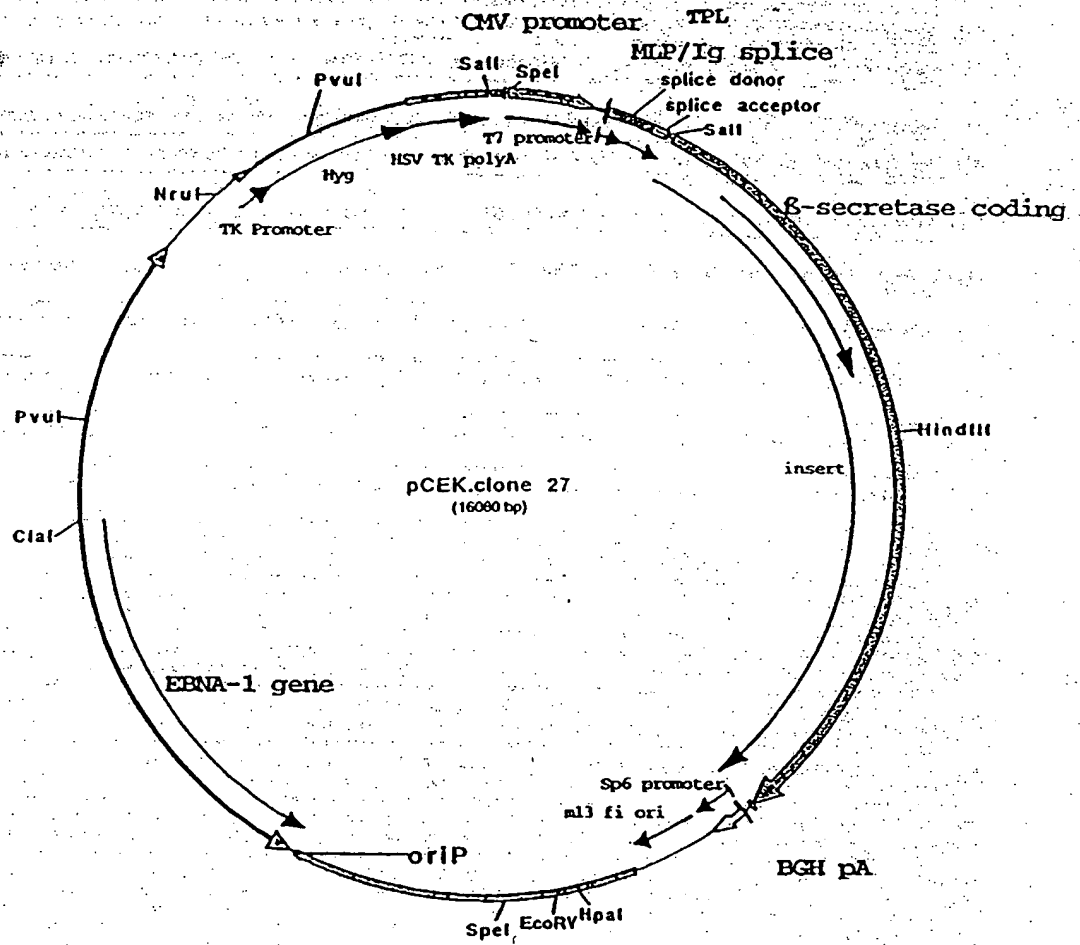 CMV promoter
TPL
MLP/Ig splice
SalI
SpeI
splice donor
splice acceptor
SalI
PvuI
T7 promoter
HSV TK polyA
Hyg
NruI
TK Promoter
ß-secretase coding
PvuI
HindIII
insert
pCEK.clone 27
(16080 bp)
ClaI
EBNA-1 gene
Sp6 promoter
m13 fi ori
oriP
BGH pA
SpeI
EcoRV
HpaI